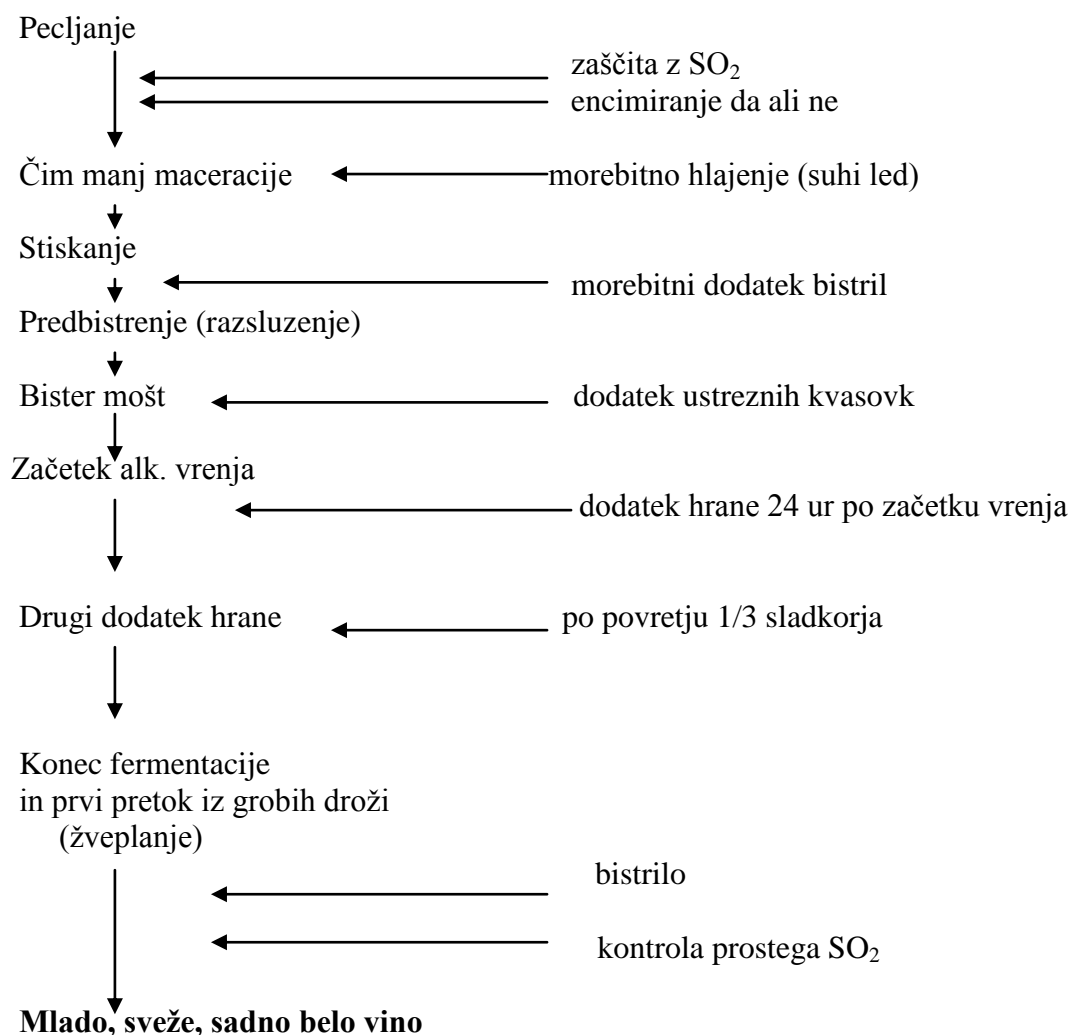 Pecljanje
zaščita z SO₂
encimiranje da ali ne
Čim manj maceracije
morebitno hlajenje (suhi led)
Stiskanje
morebitni dodatek bistril
Predbistrenje (razsluzenje)
Bister mošt
dodatek ustreznih kvasovk
Začetek alk. vrenja
dodatek hrane 24 ur po začetku vrenja
Drugi dodatek hrane
po povretju 1/3 sladkorja
Konec fermentacije
in prvi pretok iz grobih droži
(žveplanje)
bistrilo
kontrola prostega SO₂
Mlado, sveže, sadno belo vino